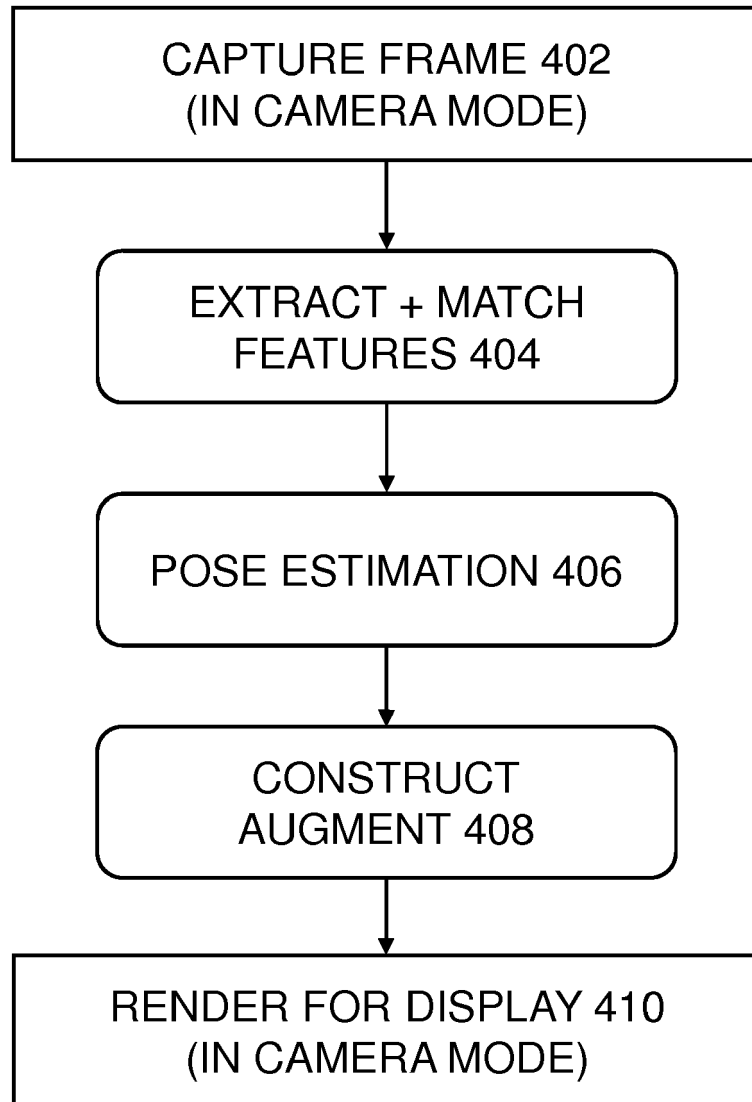 CAPTURE FRAME 402
(IN CAMERA MODE)
EXTRACT + MATCH
FEATURES 404
POSE ESTIMATION 406
CONSTRUCT
AUGMENT 408
RENDER FOR DISPLAY 410
(IN CAMERA MODE)